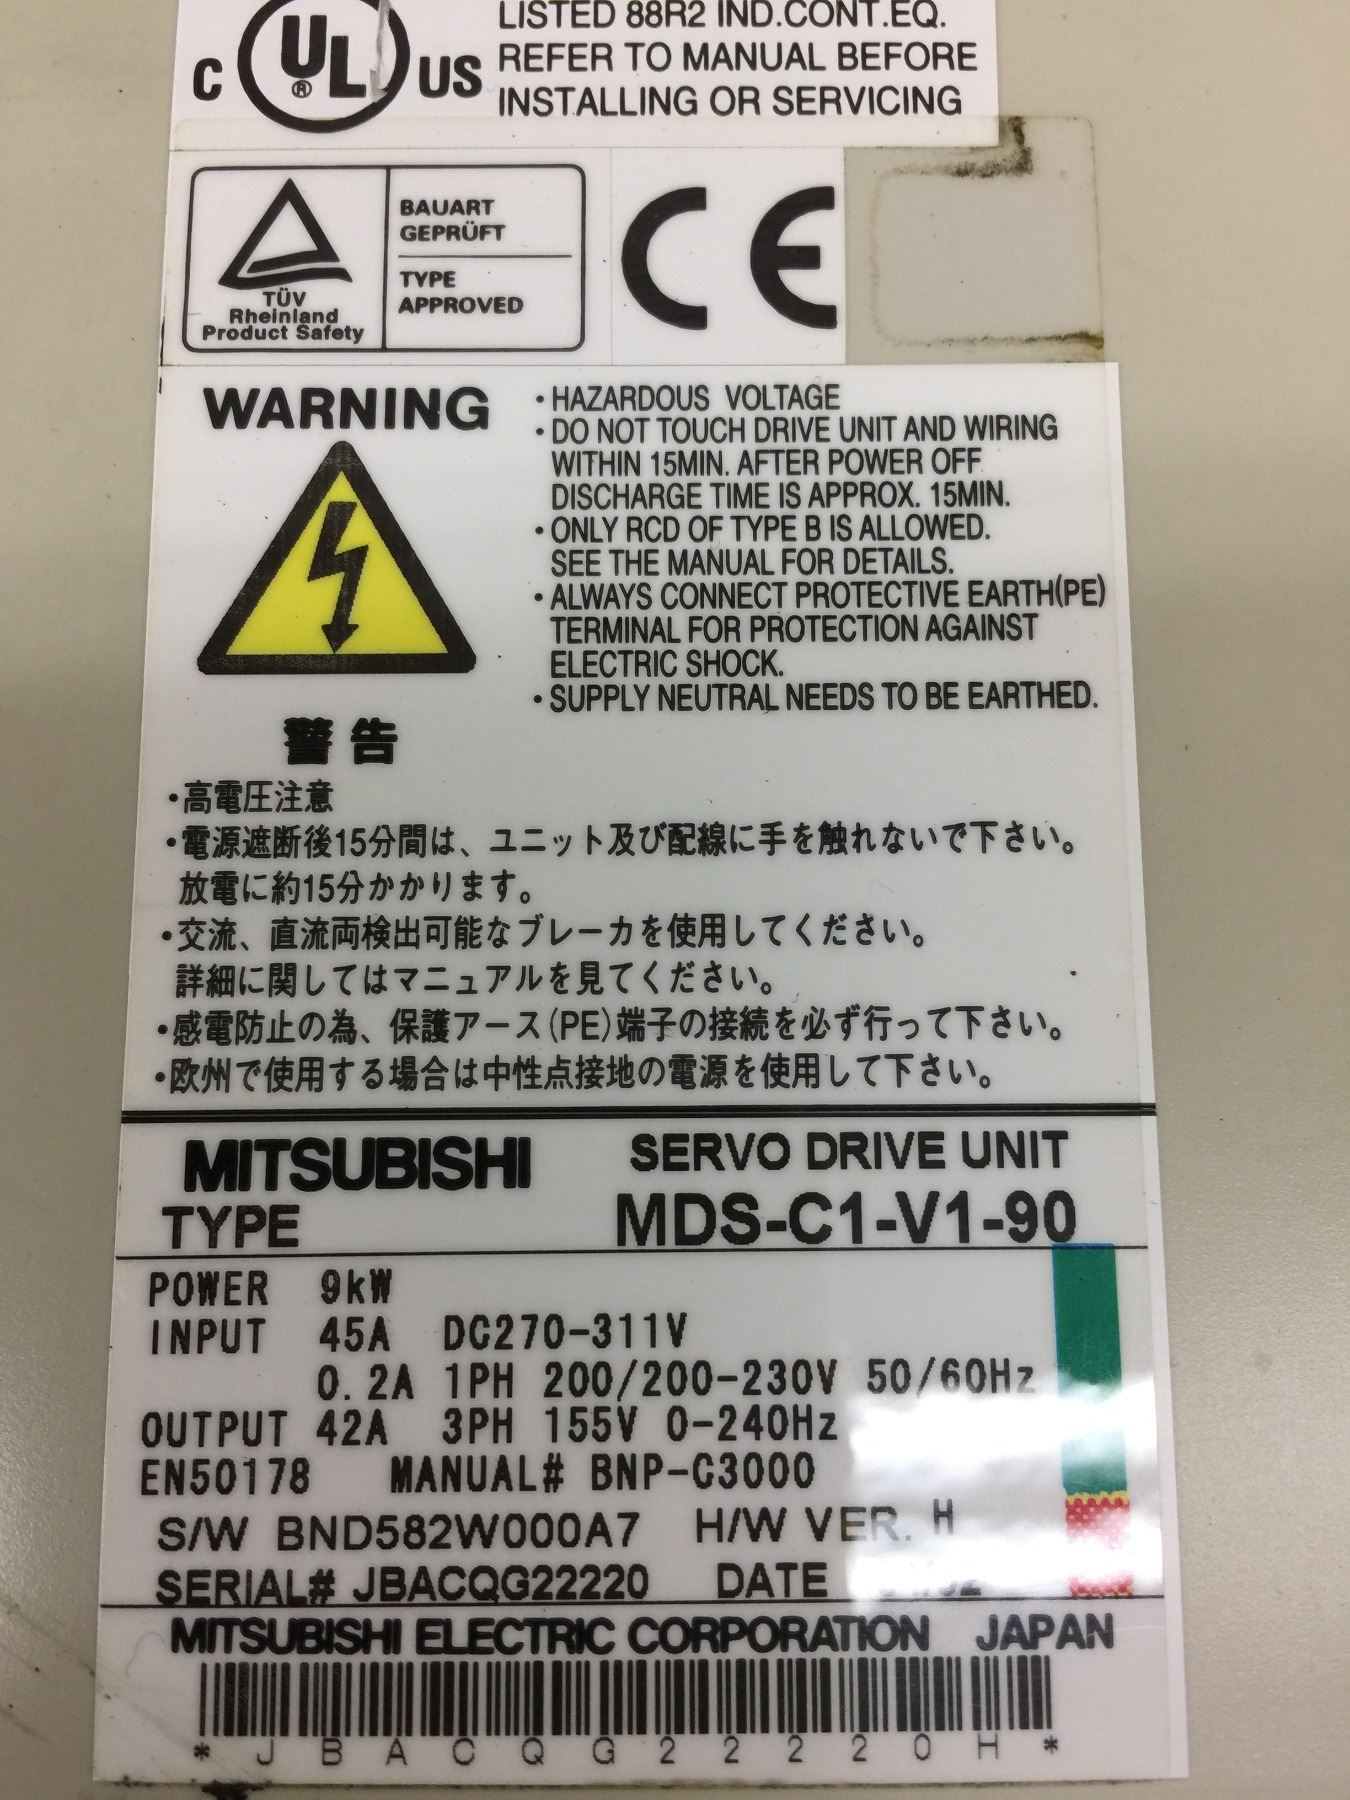 LISTED 88R2 IND.CONT.EQ.
C UL ® US REFER TO MANUAL BEFORE
INSTALLING OR SERVICING
TÜV
Rheinland
Product Safety
BAUART
GEPRÜFT
TYPE
APPROVED
CE
WARNING
・HAZARDOUS VOLTAGE
・DO NOT TOUCH DRIVE UNIT AND WIRING
WITHIN 15MIN. AFTER POWER OFF
DISCHARGE TIME IS APPROX. 15MIN.
・ONLY RCD OF TYPE B IS ALLOWED.
SEE THE MANUAL FOR DETAILS.
・ALWAYS CONNECT PROTECTIVE EARTH(PE)
TERMINAL FOR PROTECTION AGAINST
ELECTRIC SHOCK.
・SUPPLY NEUTRAL NEEDS TO BE EARTHED.
警告
・高電圧注意
・電源遮断後15分間は、ユニット及び配線に手を触れないで下さい。
放電に約15分かかります。
・交流、直流両検出可能なブレーカを使用してください。
詳細に関してはマニュアルを見てください。
・感電防止の為、保護アース(PE)端子の接続を必ず行って下さい。
・欧州で使用する場合は中性点接地の電源を使用して下さい。
MITSUBISHI SERVO DRIVE UNIT
TYPE MDS-C1-V1-90
POWER 9kW
INPUT 45A DC270-311V
0.2A 1PH 200/200-230V 50/60Hz
OUTPUT 42A 3PH 155V 0-240Hz
EN50178 MANUAL# BNP-C3000
S/W BND582W000A7 H/W VER. H
SERIAL# JBACQG22220 DATE
MITSUBISHI ELECTRIC CORPORATION JAPAN
* J B A C Q G 2 2 2 2 0 H *